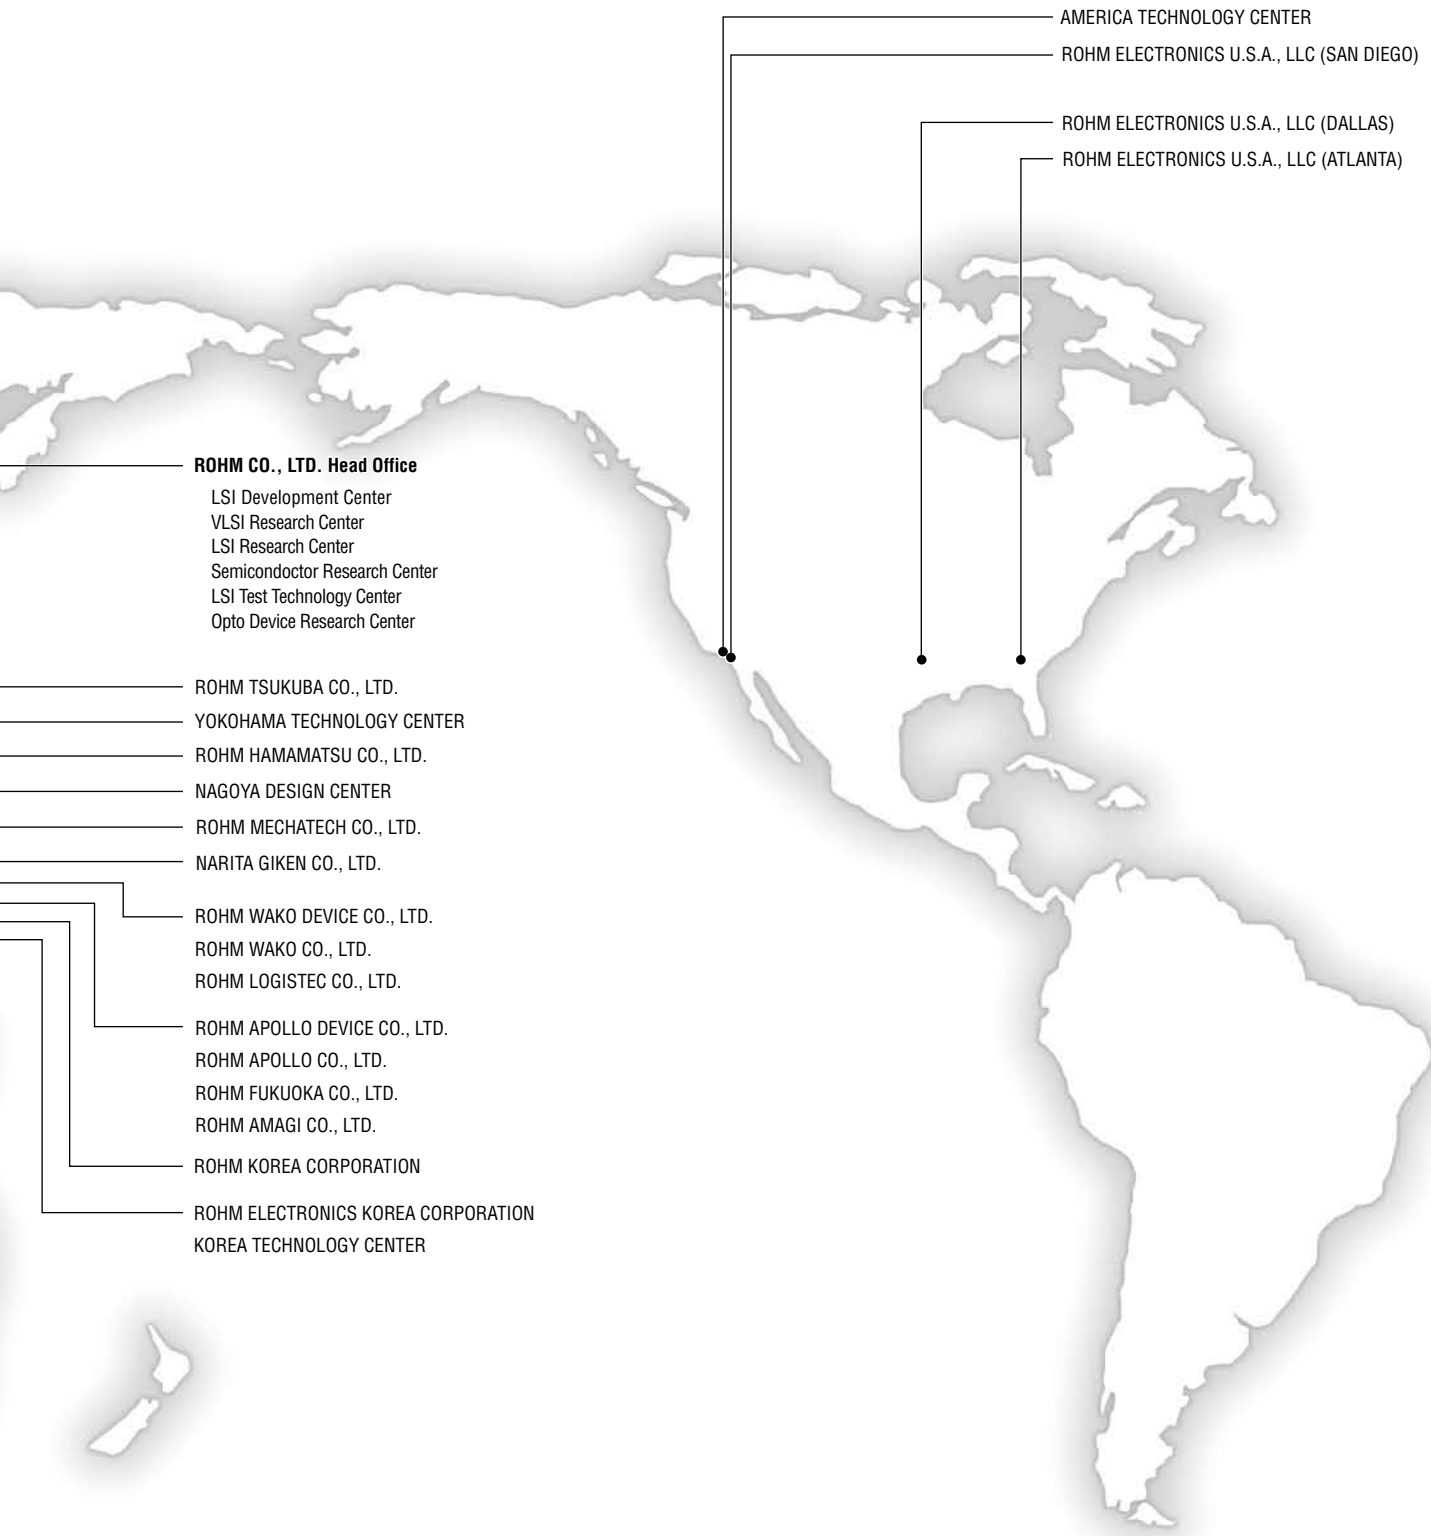 AMERICA TECHNOLOGY CENTER
ROHM ELECTRONICS U.S.A., LLC (SAN DIEGO)
ROHM ELECTRONICS U.S.A., LLC (DALLAS)
ROHM ELECTRONICS U.S.A., LLC (ATLANTA)
ROHM CO., LTD. Head Office
LSI Development Center
VLSI Research Center
LSI Research Center
Semicondoctor Research Center
LSI Test Technology Center
Opto Device Research Center
ROHM TSUKUBA CO., LTD.
YOKOHAMA TECHNOLOGY CENTER
ROHM HAMAMATSU CO., LTD.
NAGOYA DESIGN CENTER
ROHM MECHATECH CO., LTD.
NARITA GIKEN CO., LTD.
ROHM WAKO DEVICE CO., LTD.
ROHM WAKO CO., LTD.
ROHM LOGISTEC CO., LTD.
ROHM APOLLO DEVICE CO., LTD.
ROHM APOLLO CO., LTD.
ROHM FUKUOKA CO., LTD.
ROHM AMAGI CO., LTD.
ROHM KOREA CORPORATION
ROHM ELECTRONICS KOREA CORPORATION
KOREA TECHNOLOGY CENTER